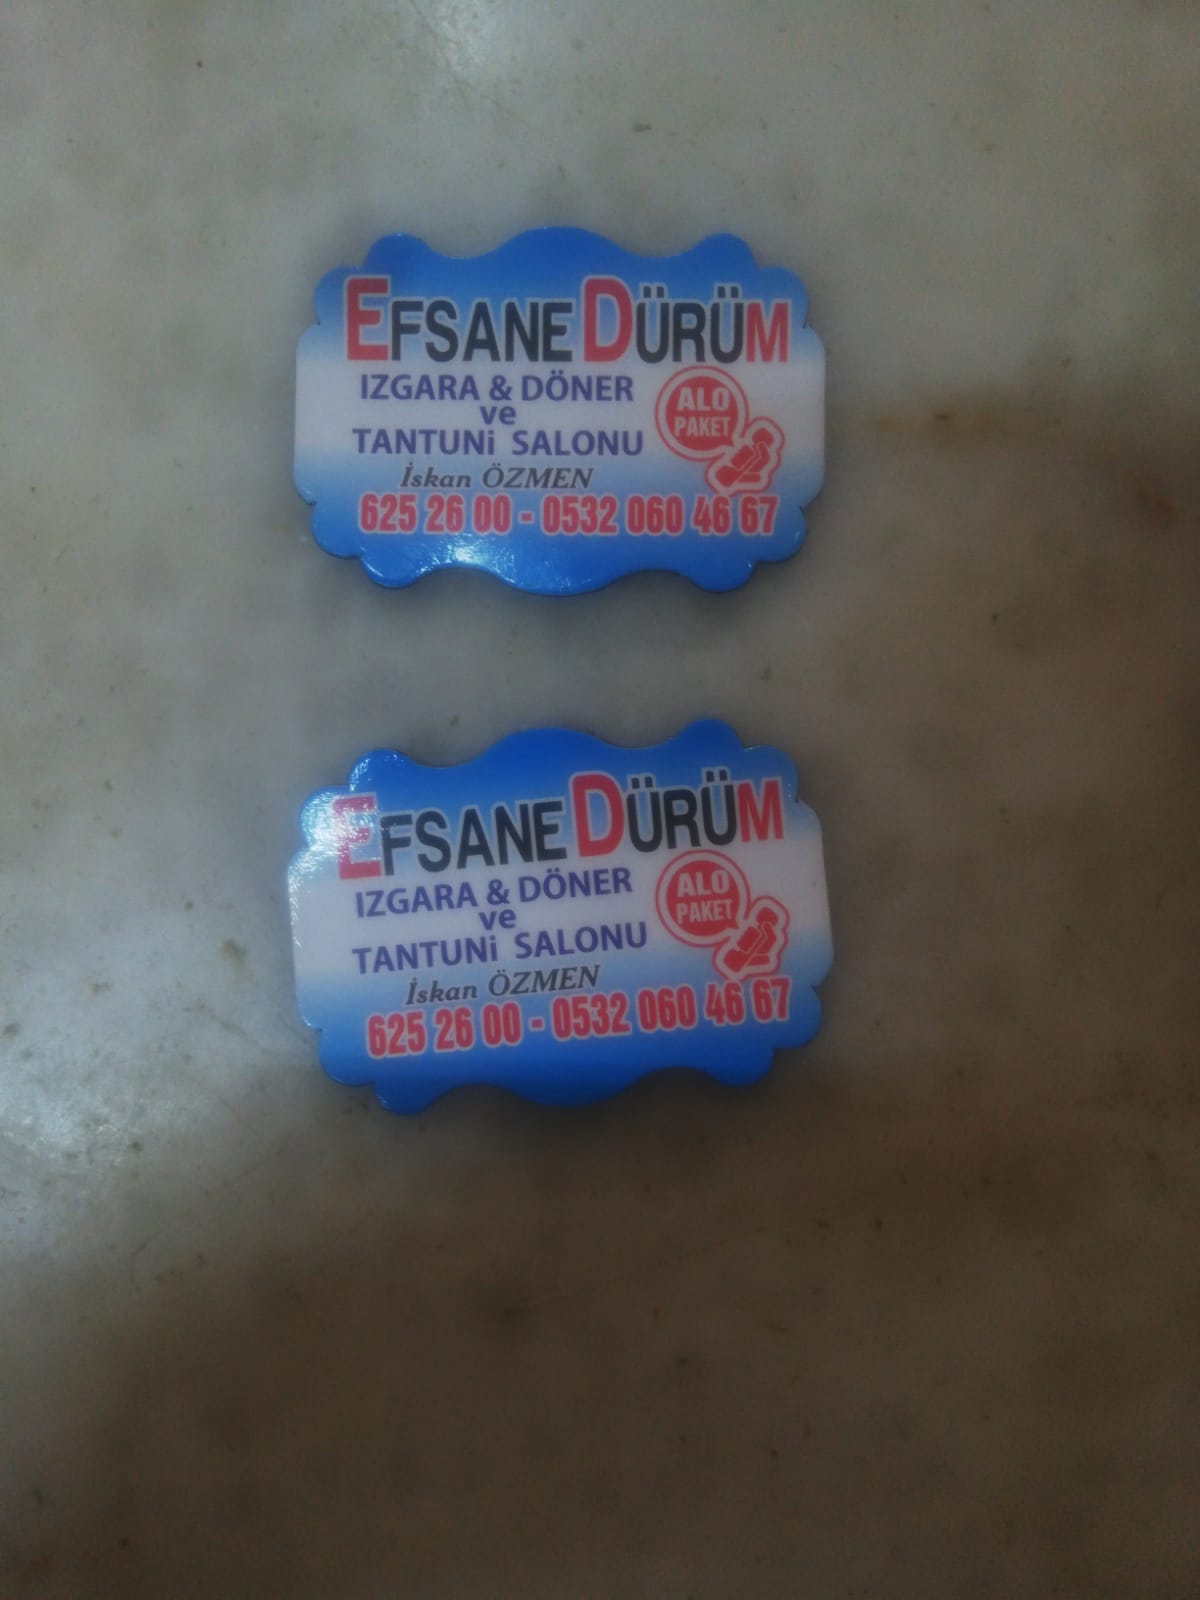 EFSANE DÜRÜM
IZGARA & DÖNER
ve
TANTUNi SALONU
ALO
PAKET
İskan ÖZMEN
625 26 00 - 0532 060 46 67
EFSANE DÜRÜM
IZGARA & DÖNER
ve
TANTUNi SALONU
ALO
PAKET
İskan ÖZMEN
625 26 00 - 0532 060 46 67